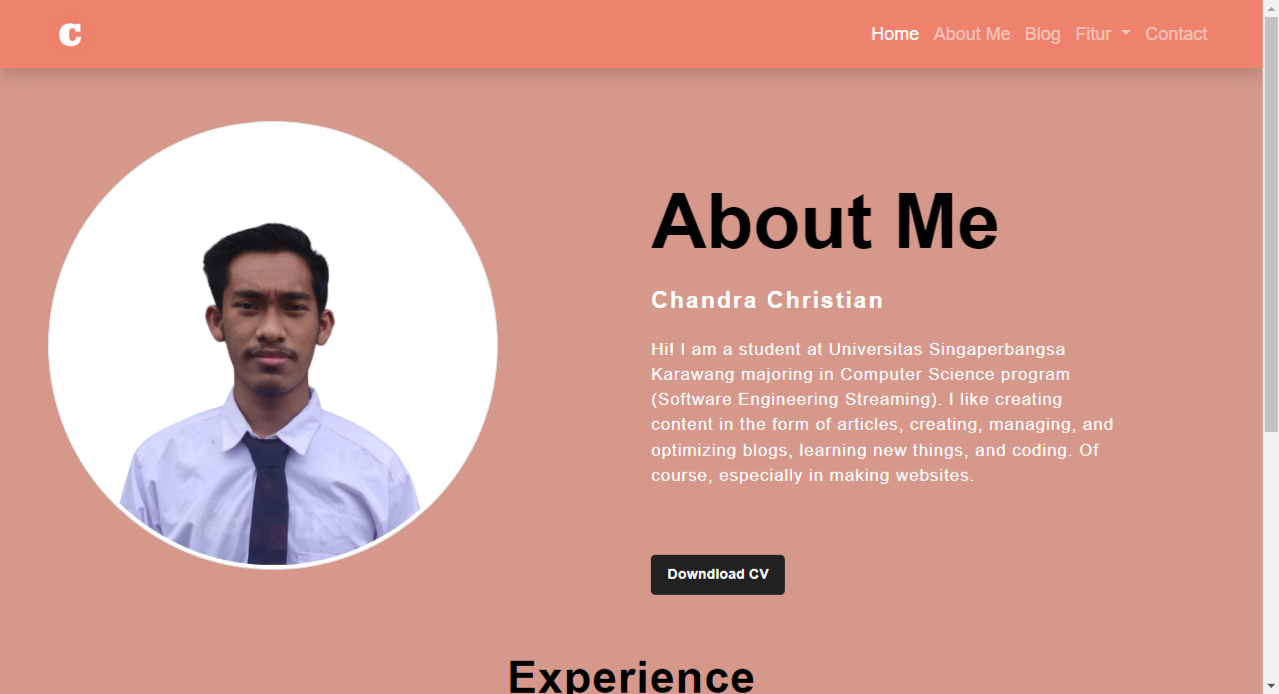 C
Home About Me Blog Fitur Contact
About Me
Chandra Christian
Hi! I am a student at Universitas Singaperbangsa
Karawang majoring in Computer Science program
(Software Engineering Streaming). I like creating
content in the form of articles, creating, managing, and
optimizing blogs, learning new things, and coding. Of
course, especially in making websites.
Downdload CV
Experience